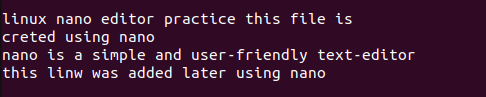 linux nano editor practice this file is
creted using nano
nano is a simple and user-friendly text-editor
this linw was added later using nano